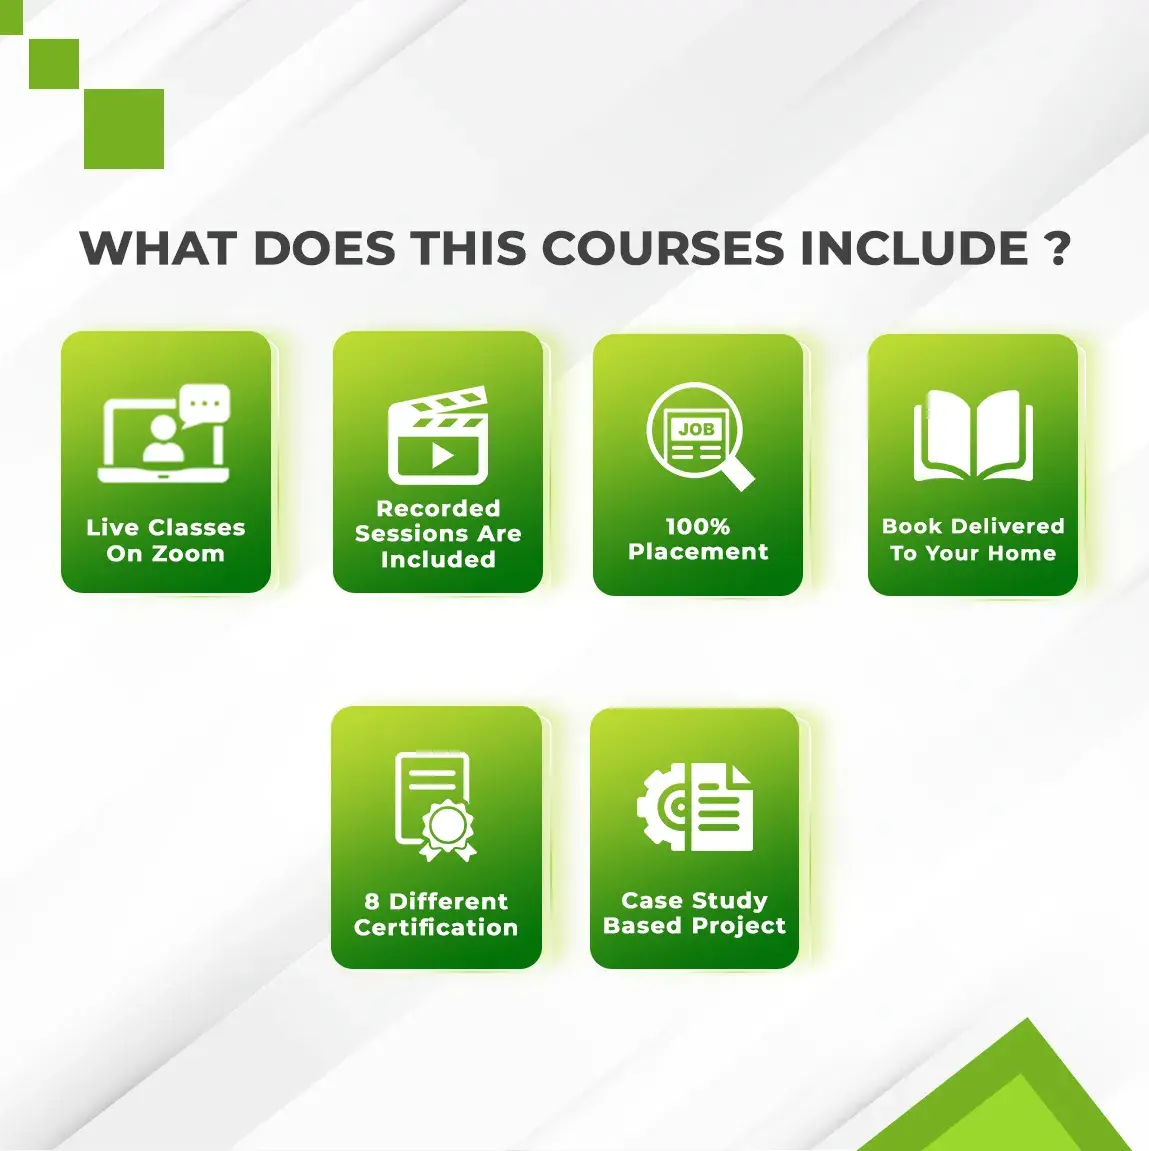 WHAT DOES THIS COURSES INCLUDE ?
Live Classes
On Zoom
Recorded
Sessions Are
Included
JOB
100%
Placement
Book Delivered
To Your Home
8 Different
Certification
Case Study
Based Project